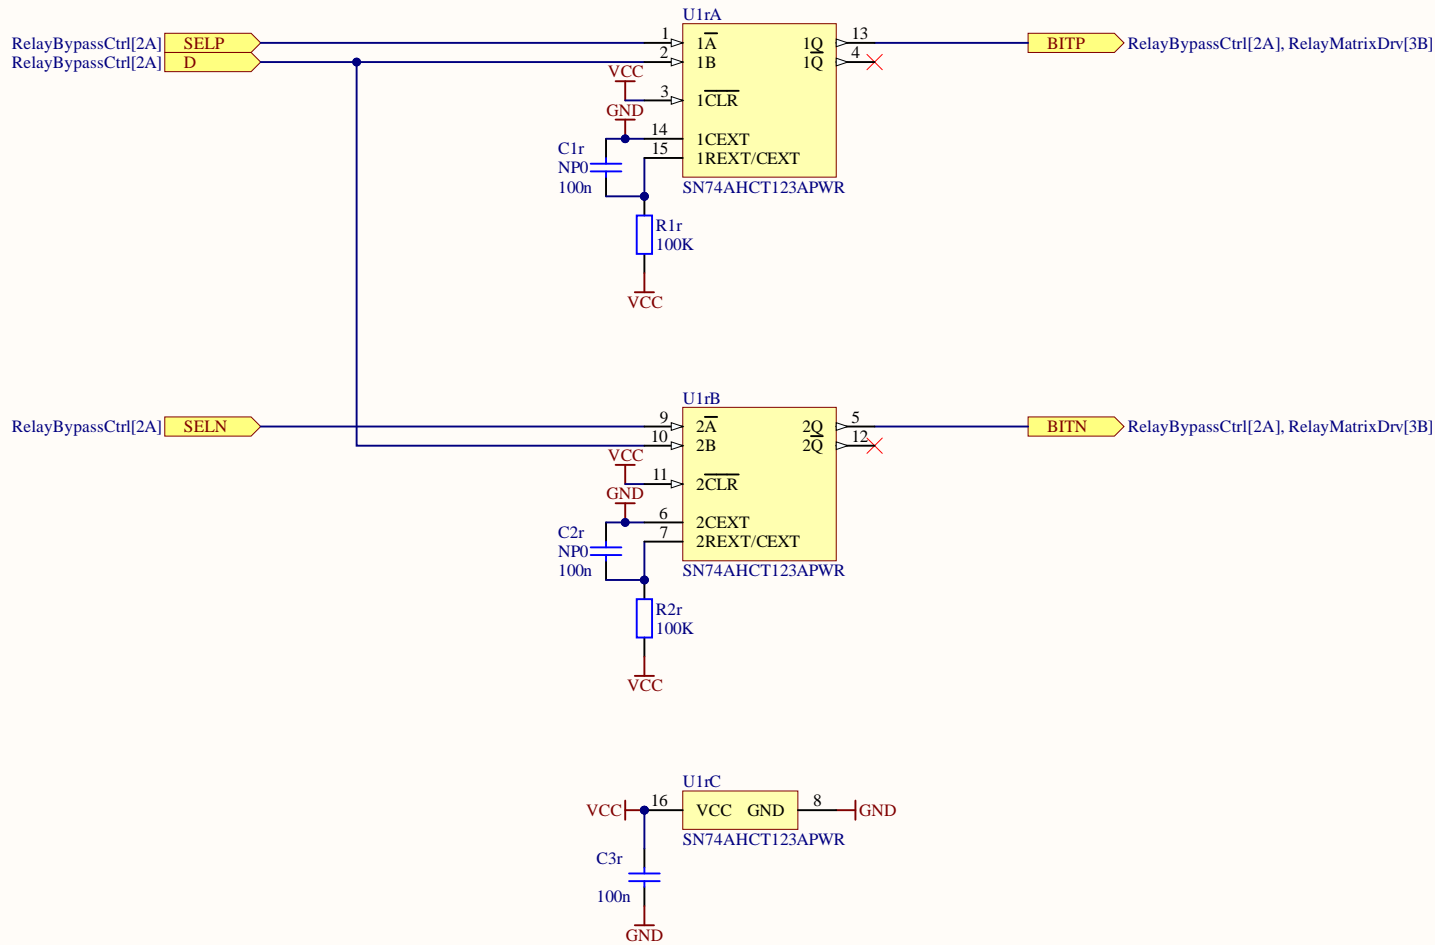 U1rA
RelayBypassCtrl[2A] SELP 1 1A 1Q 13 BITP RelayBypassCtrl[2A], RelayMatrixDrv[3B]
RelayBypassCtrl[2A] D 2 1B 1Q 4
VCC
3 1CLR
GND
14 1CEXT
C1r
NP0
100n
15 1REXT/CEXT
SN74AHCT123APWR
R1r
100K
VCC
U1rB
RelayBypassCtrl[2A] SELN 9 2A 2Q 5 BITN RelayBypassCtrl[2A], RelayMatrixDrv[3B]
10 2B 2Q 12
VCC
11 2CLR
GND
6 2CEXT
C2r
NP0
100n
7 2REXT/CEXT
SN74AHCT123APWR
R2r
100K
VCC
U1rC
VCC 16 VCC GND 8 GND
SN74AHCT123APWR
C3r
100n
GND